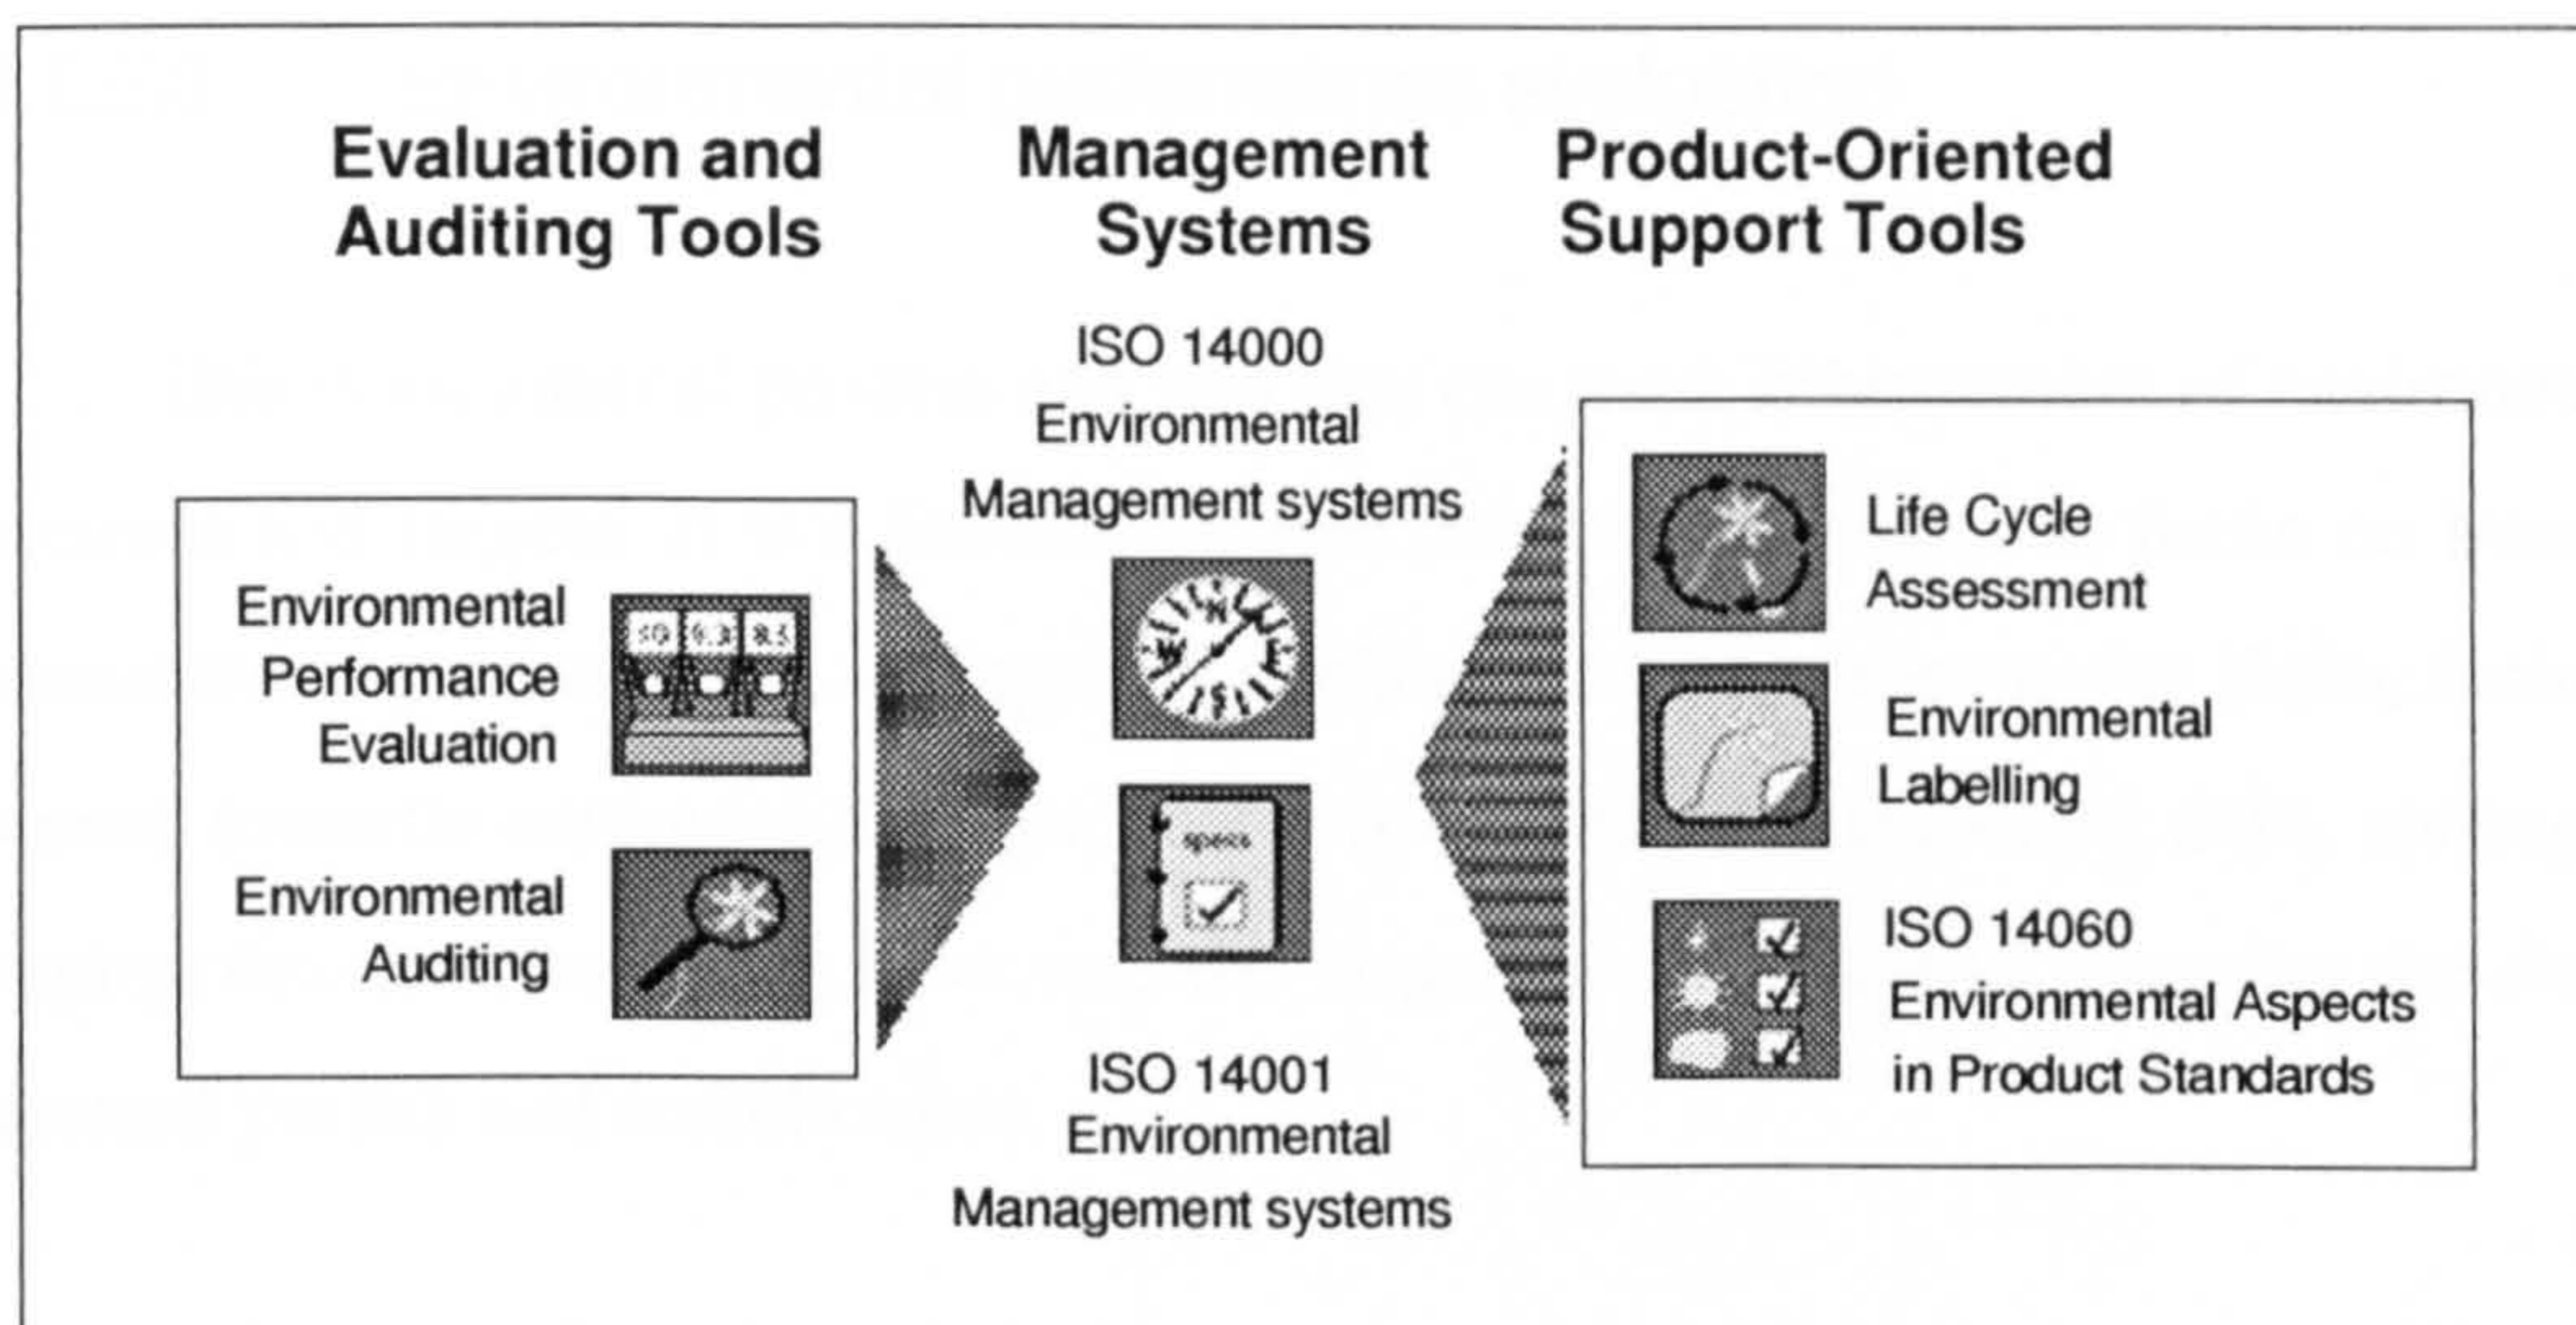 Evaluation and
Auditing Tools
Management
Systems
Product-Oriented
Support Tools
ISO 14000
Environmental
Management systems
Environmental
Performance
Evaluation
Environmental
Auditing
specs
ISO 14001
Environmental
Management systems
Life Cycle
Assessment
Environmental
Labelling
ISO 14060
Environmental Aspects
in Product Standards
N
W
E
S